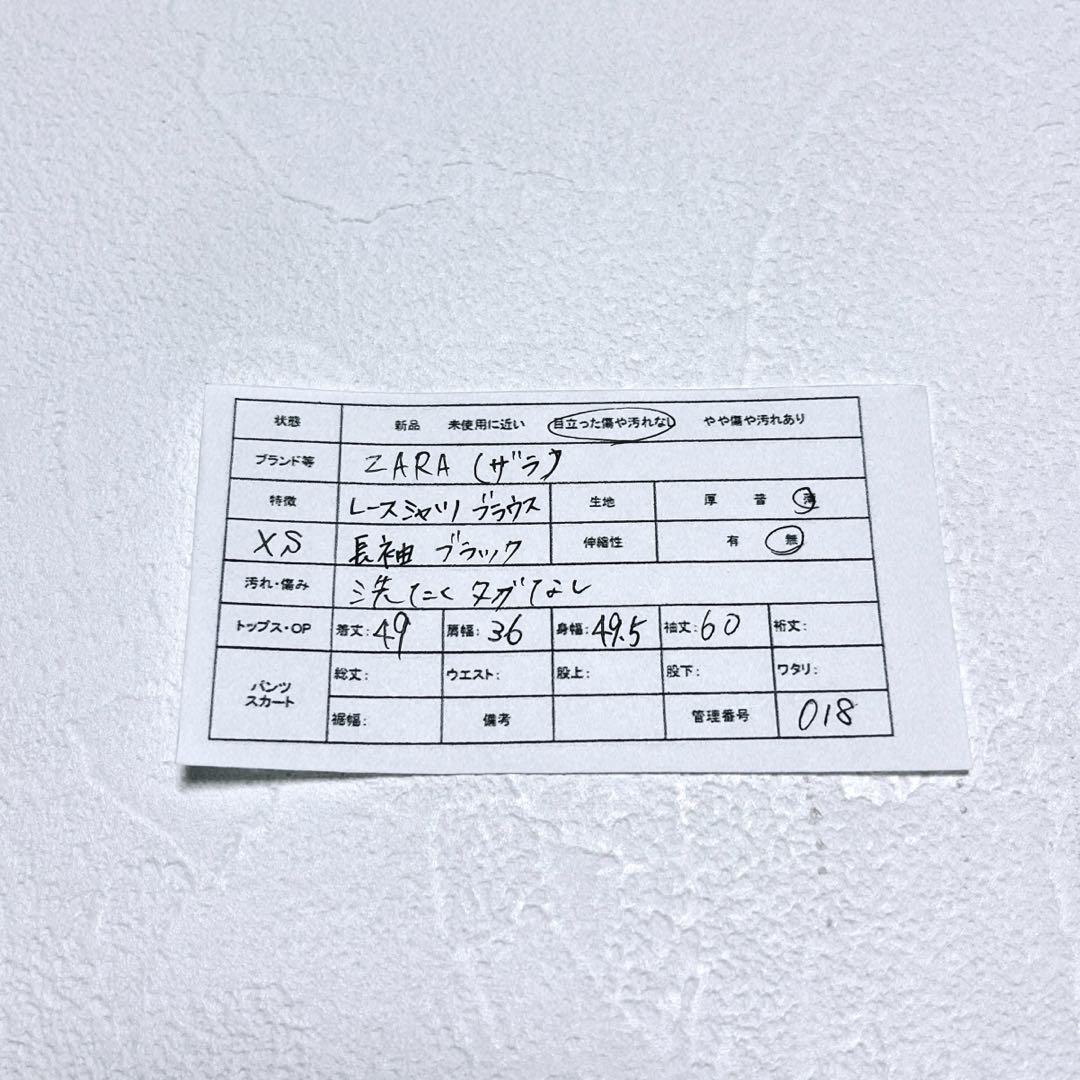 状態 新品 未使用に近い 目立った傷や汚れなし やや傷や汚れあり
ブランド等 ZARA (ザラ)
特徴 レースシャツ ブラウス 生地 厚 普 薄
XS 長袖 ブラック 伸縮性 有 無
汚れ・傷み 洗たくタグなし
トップス・OP 着丈:49 肩幅:36 身幅:49.5 袖丈:60 裄丈:
パンツ スカート 総丈: ウエスト: 股上: 股下: ワタリ:
裾幅: 備考 管理番号 018